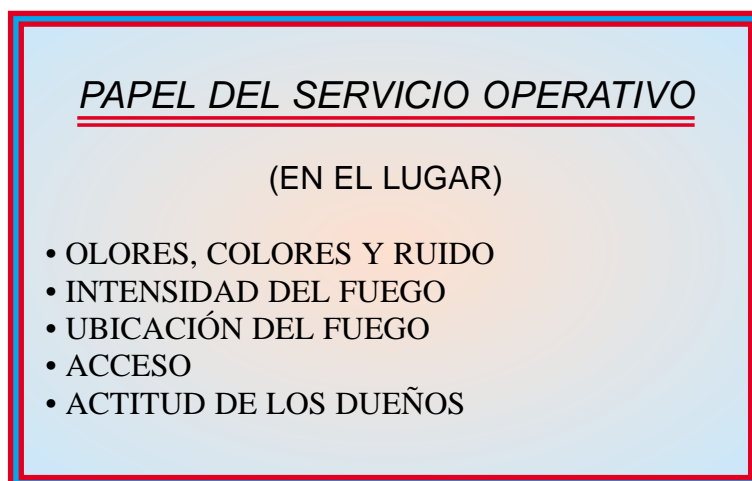 PAPEL DEL SERVICIO OPERATIVO
(EN EL LUGAR)
• OLORES, COLORES Y RUIDO
• INTENSIDAD DEL FUEGO
• UBICACIÓN DEL FUEGO
• ACCESO
• ACTITUD DE LOS DUEÑOS